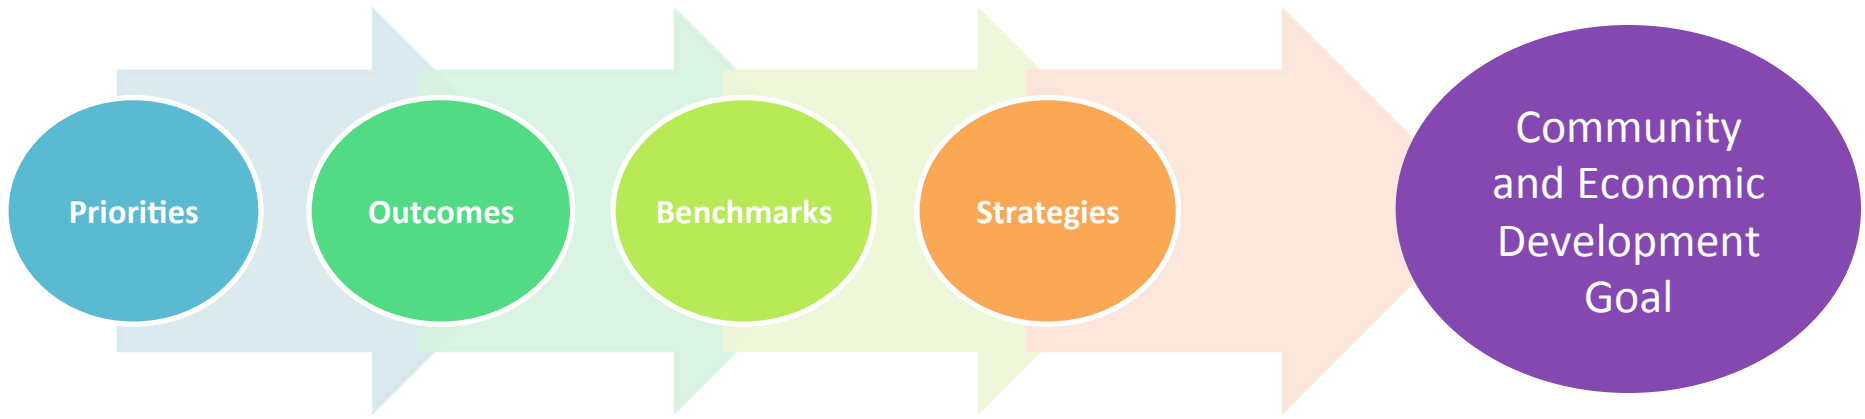 Priorities
Outcomes
Benchmarks
Strategies
Community
and Economic
Development
Goal